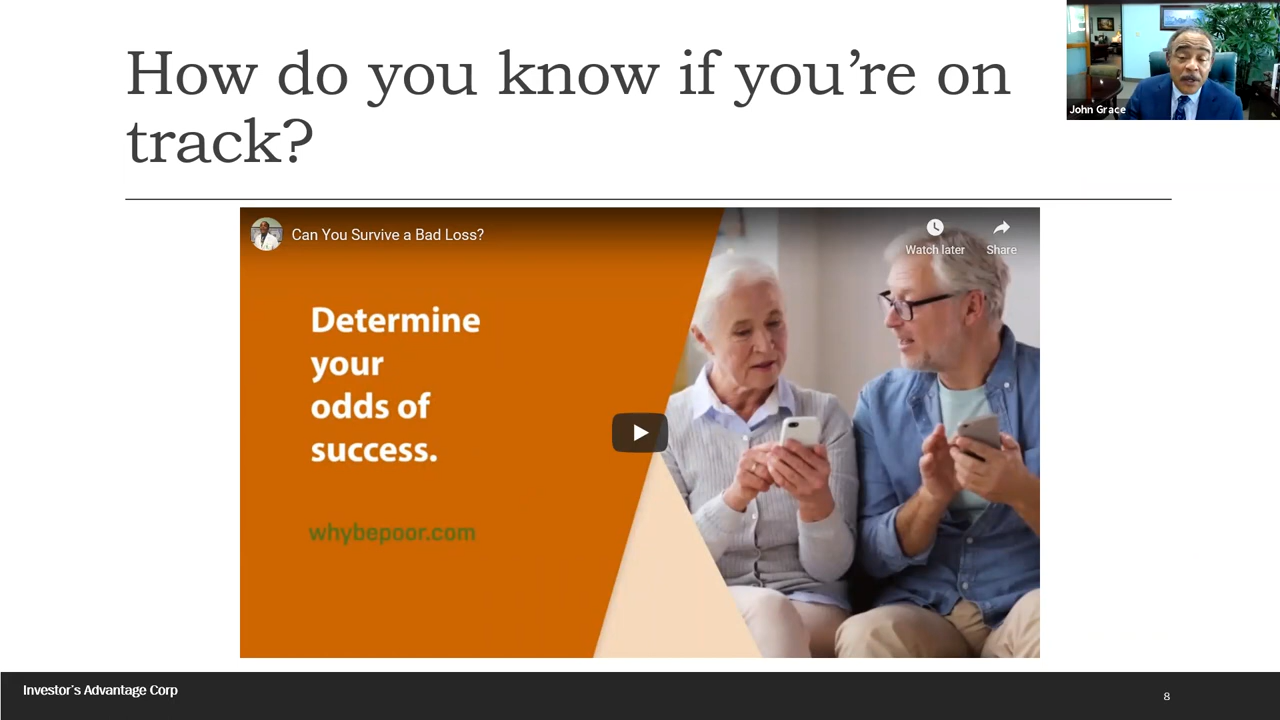 How do you know if you’re on
track?
John Grace
Can You Survive a Bad Loss?
Watch later
Share
Determine
your
odds of
success.
whybepoor.com
Investor’s Advantage Corp
8